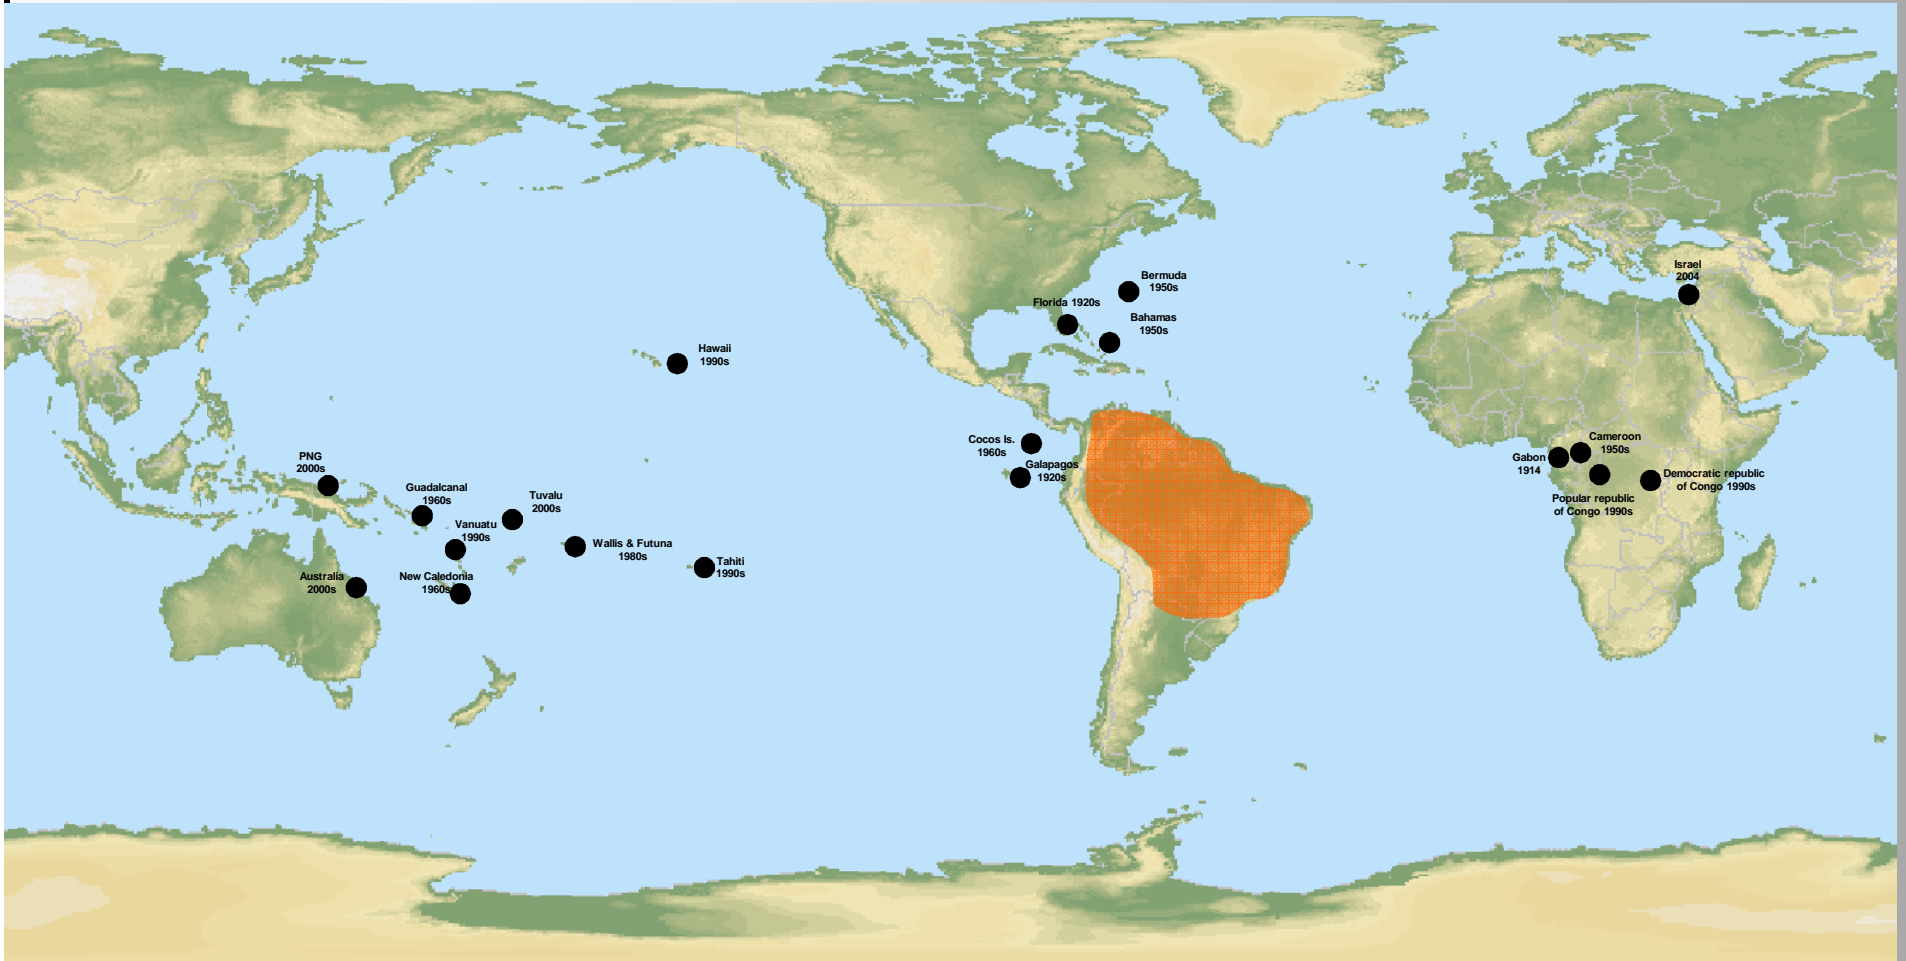 Israel
2004
Bermuda
1950s
Florida 1920s
Bahamas
1950s
Hawaii
1990s
Cocos Is.
1960s
Galapagos
1920s
Cameroon
1950s
Gabon
1914
Democratic republic
of Congo 1990s
Popular republic
of Congo 1990s
PNG
2000s
Guadalcanal
1960s
Tuvalu
2000s
Vanuatu
1990s
Wallis & Futuna
1980s
Tahiti
1990s
Australia
2000s
New Caledonia
1960s